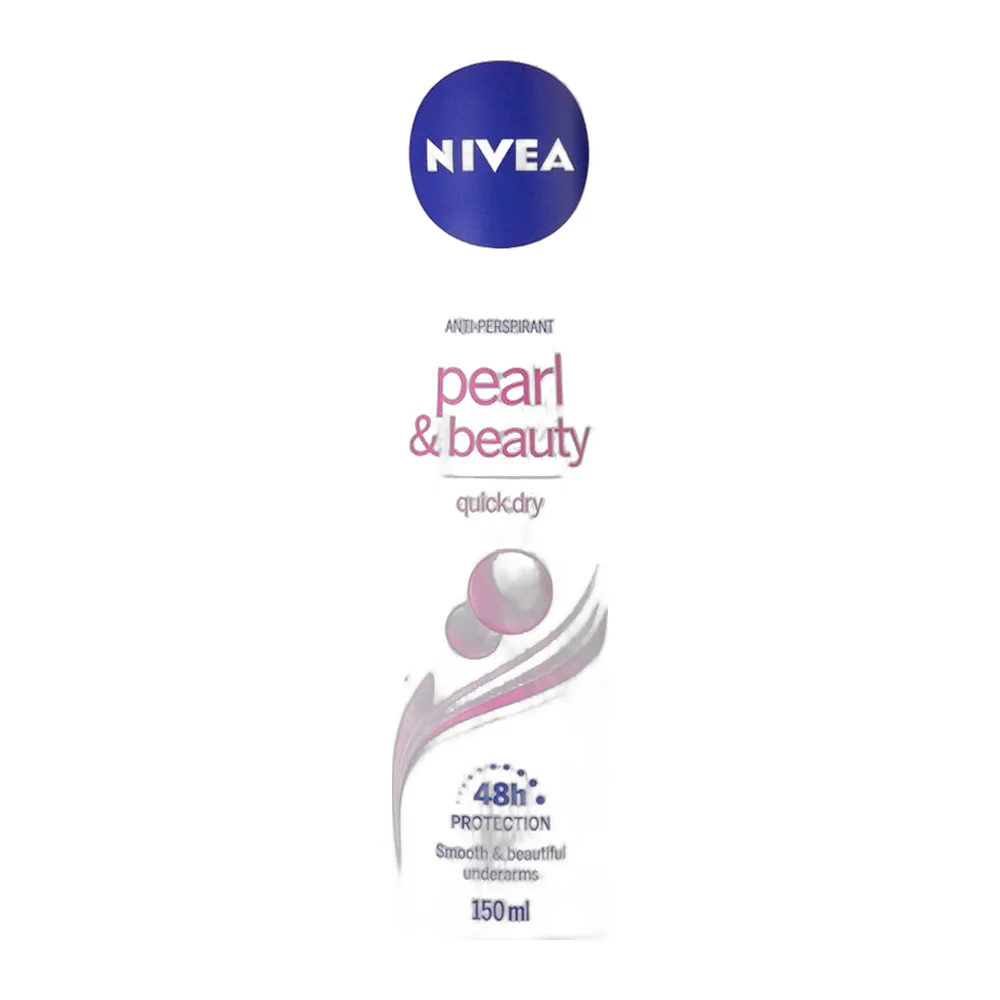 NIVEA
ANTI-PERSPIRANT
pearl
& beauty
quick dry
48h
PROTECTION
Smooth & beautiful
underarms
150 ml